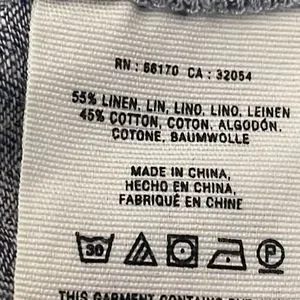 RN : 56170 CA : 32054
55% LINEN, LIN, LINO, LINO, LEINEN
45% COTTON, COTON, ALGODÓN,
COTONE, BAUMWOLLE
MADE IN CHINA,
HECHO EN CHINA,
FABRIQUÉ EN CHINE
30 P
THIS GARMENT CONTAINS